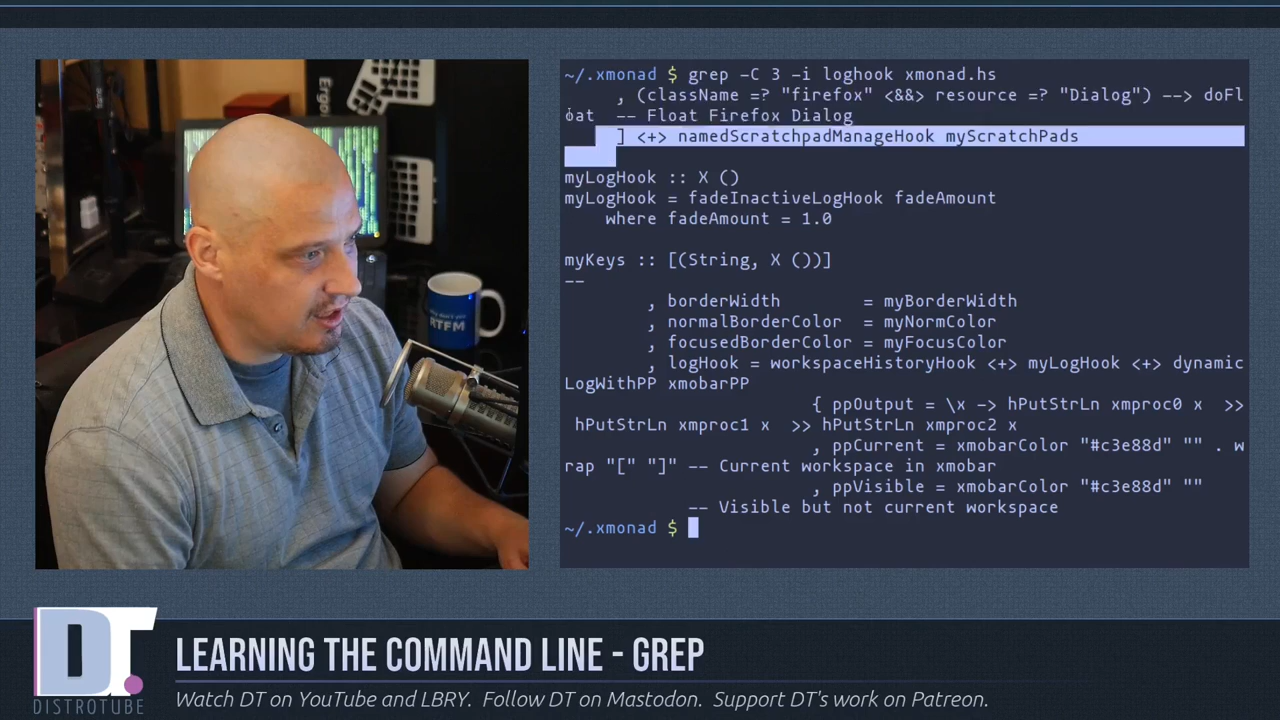 Ergo
Why don't you
RTFM
~/.xmonad $ grep -C 3 -i loghook xmonad.hs
, (className =? "firefox" <&&> resource =? "Dialog") --> doFl
oat -- Float Firefox Dialog
] <+> namedScratchpadManageHook myScratchPads
myLogHook :: X ()
myLogHook = fadeInactiveLogHook fadeAmount
where fadeAmount = 1.0
myKeys :: [(String, X ())]
--
, borderWidth = myBorderWidth
, normalBorderColor = myNormColor
, focusedBorderColor = myFocusColor
, logHook = workspaceHistoryHook <+> myLogHook <+> dynamic
LogWithPP xmobarPP
{ ppOutput = \x -> hPutStrLn xmproc0 x >>
hPutStrLn xmproc1 x >> hPutStrLn xmproc2 x
, ppCurrent = xmobarColor "#c3e88d" "" . w
rap "[" "]" -- Current workspace in xmobar
, ppVisible = xmobarColor "#c3e88d" ""
-- Visible but not current workspace
~/.xmonad $
DT
DISTROTUBE
LEARNING THE COMMAND LINE - GREP
Watch DT on YouTube and LBRY. Follow DT on Mastodon. Support DT's work on Patreon.